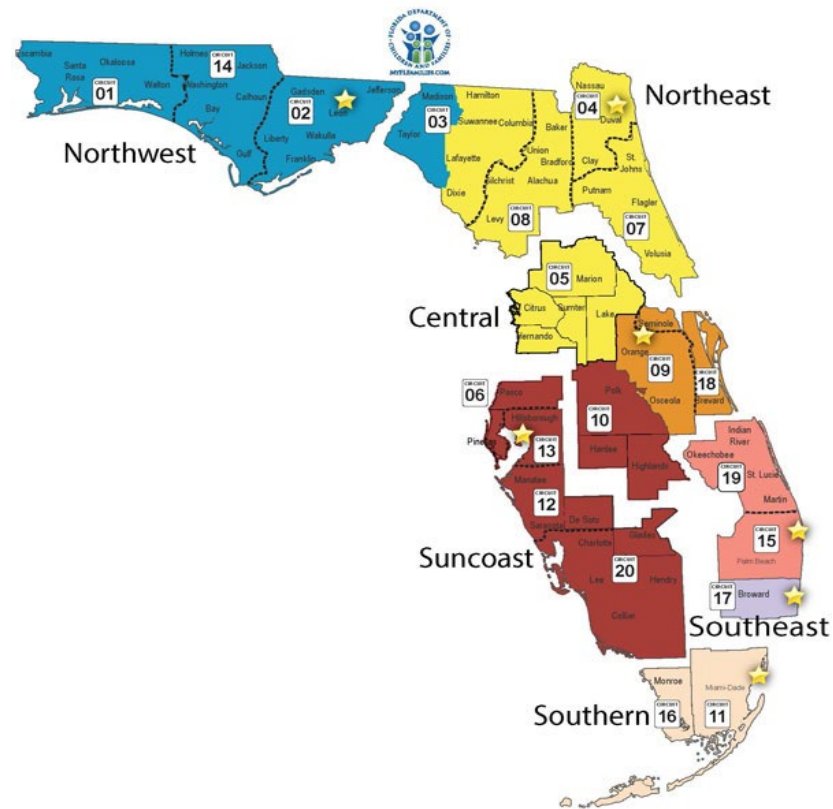 FLORIDA DEPARTMENT OF
CHILDREN AND FAMILIES
MYFLFAMILIES.COM
Escambia
Santa
Rosa
Okaloosa
Walton
CIRCUIT
01
Holmes
CIRCUIT
14
Jackson
Washington
Bay
Calhoun
Gulf
Gadsden
CIRCUIT
02
Leon
Jefferson
Liberty
Wakulla
Franklin
Northwest
Madison
CIRCUIT
03
Taylor
Hamilton
Suwannee
Columbia
Lafayette
Dixie
Baker
Union
Bradford
Gilchrist
Alachua
Levy
CIRCUIT
08
Nassau
CIRCUIT
04
Duval
Clay
St.
Johns
Putnam
Flagler
CIRCUIT
07
Volusia
Northeast
CIRCUIT
05
Marion
Citrus
Sumter
Lake
Hernando
Central
Seminole
Orange
CIRCUIT
09
Osceola
CIRCUIT
18
Brevard
CIRCUIT
06
Pasco
Pinellas
Hillsborough
CIRCUIT
13
Polk
CIRCUIT
10
Hardee
Highlands
Manatee
CIRCUIT
12
Sarasota
De Soto
Charlotte
Glades
CIRCUIT
20
Lee
Hendry
Collier
Suncoast
Indian
River
Okeechobee
CIRCUIT
19
St. Lucie
Martin
CIRCUIT
15
Palm Beach
CIRCUIT
17
Broward
Southeast
Monroe
Miami-Dade
CIRCUIT
16
CIRCUIT
11
Southern